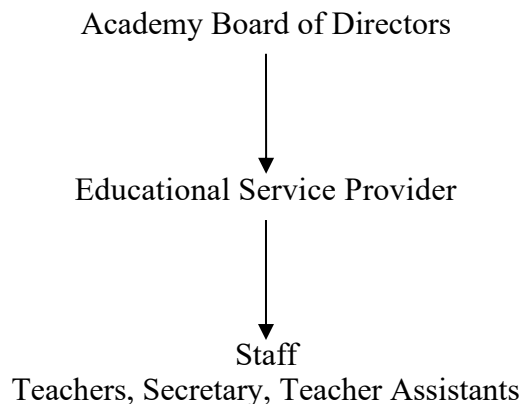 Academy Board of Directors
Educational Service Provider
Staff
Teachers, Secretary, Teacher Assistants